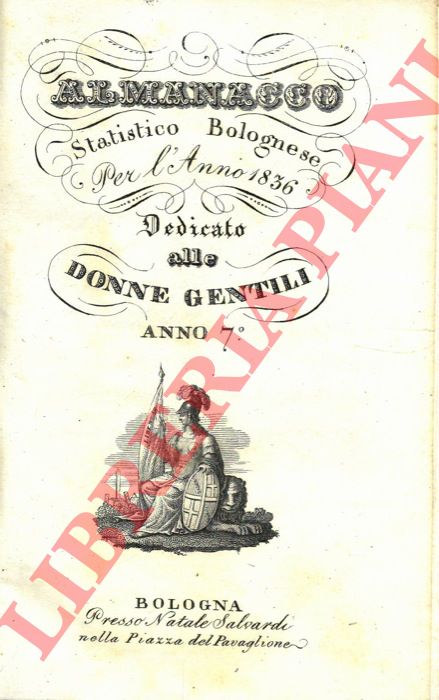 ALMANACCO
Statistico Bolognese
Per l'Anno 1836
Dedicato
alle
DONNE GENTILI
ANNO 7.º
BOLOGNA
Presso Natale Salvardi
nella Piazza del Pavaglione
LIBRERIA PIANI